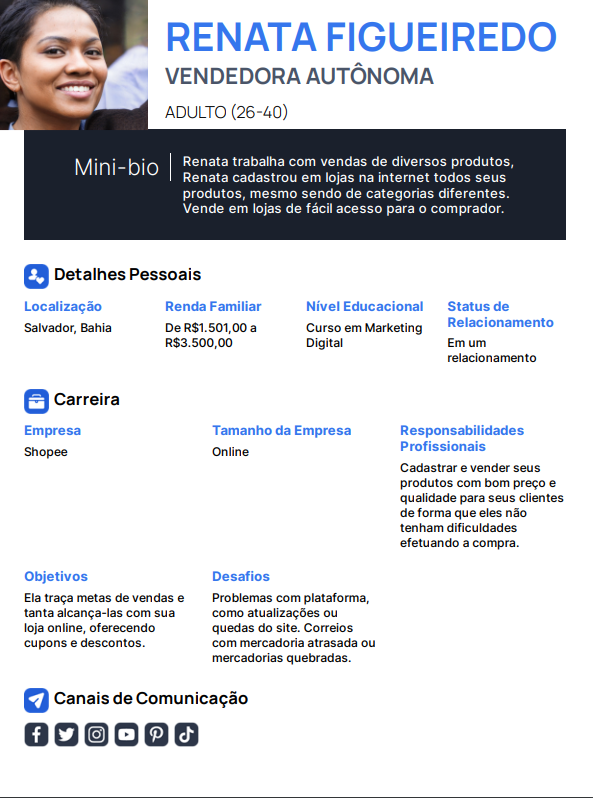 RENATA FIGUEIREDO
VENDEDORA AUTÔNOMA
ADULTO (26-40)
Mini-bio
Renata trabalha com vendas de diversos produtos,
Renata cadastrou em lojas na internet todos seus
produtos, mesmo sendo de categorias diferentes.
Vende em lojas de fácil acesso para o comprador.
Detalhes Pessoais
Localização
Salvador, Bahia
Renda Familiar
De R$1.501,00 a
R$3.500,00
Nível Educacional
Curso em Marketing
Digital
Status de
Relacionamento
Em um
relacionamento
Carreira
Empresa
Shopee
Tamanho da Empresa
Online
Responsabilidades
Profissionais
Cadastrar e vender seus
produtos com bom preço e
qualidade para seus clientes
de forma que eles não
tenham dificuldades
efetuando a compra.
Objetivos
Ela traça metas de vendas e
tanta alcança-las com sua
loja online, oferecendo
cupons e descontos.
Desafios
Problemas com plataforma,
como atualizações ou
quedas do site. Correios
com mercadoria atrasada ou
mercadorias quebradas.
Canais de Comunicação